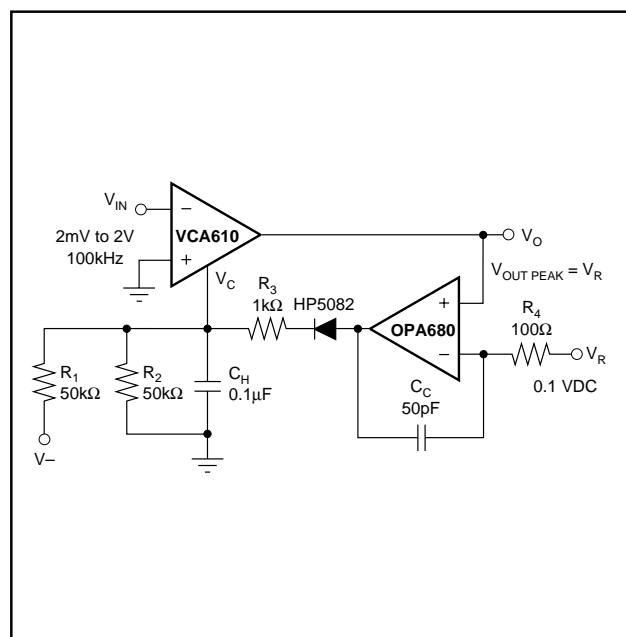 V_IN
−
VCA610
+
2mV to 2V
100kHz
V_C
V_O
V_OUT PEAK = V_R
R_3
1kΩ
HP5082
+
OPA680
−
R_4
100Ω
V_R
0.1 VDC
R_1
50kΩ
R_2
50kΩ
C_H
0.1µF
C_C
50pF
V−